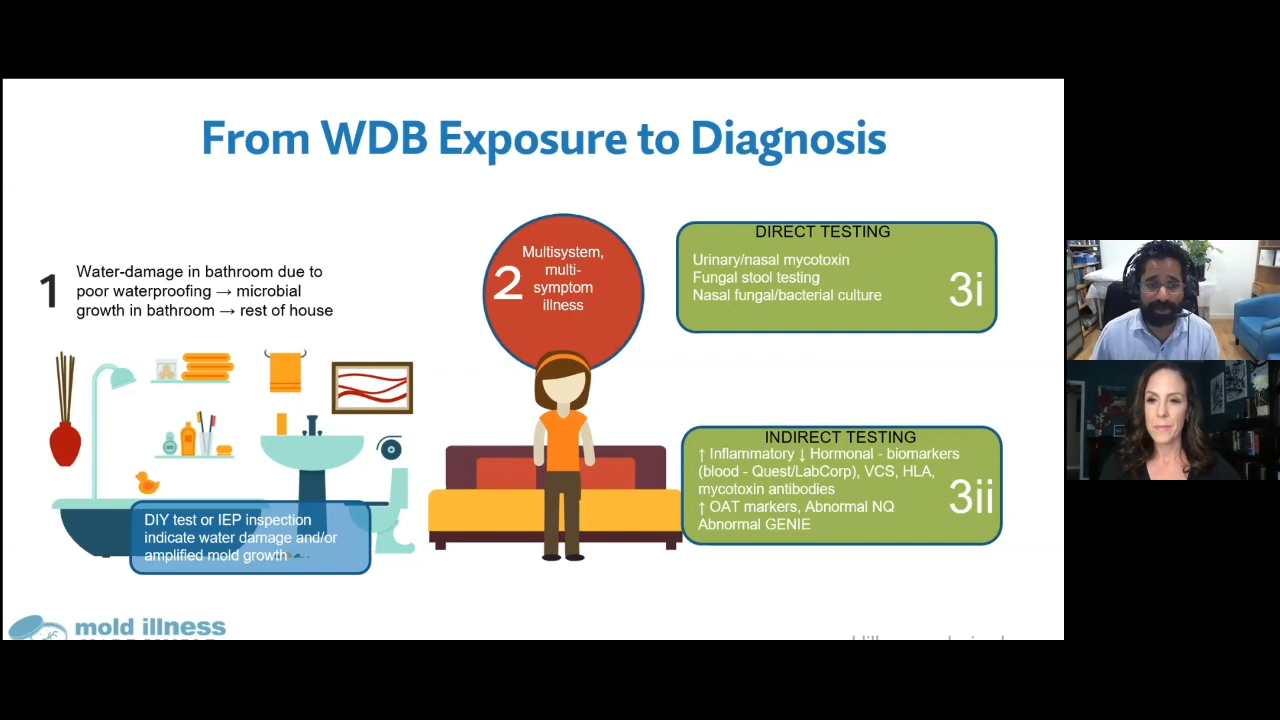 From WDB Exposure to Diagnosis
1
Water-damage in bathroom due to
poor waterproofing → microbial
growth in bathroom → rest of house
DIY test or IEP inspection
indicate water damage and/or
amplified mold growth
2
Multisystem,
multi-
symptom
illness
DIRECT TESTING
Urinary/nasal mycotoxin
Fungal stool testing
Nasal fungal/bacterial culture
3i
INDIRECT TESTING
↑ Inflammatory ↓ Hormonal - biomarkers
(blood - Quest/LabCorp), VCS, HLA,
mycotoxin antibodies
↑ OAT markers, Abnormal NQ
Abnormal GENIE
3ii
mold illness